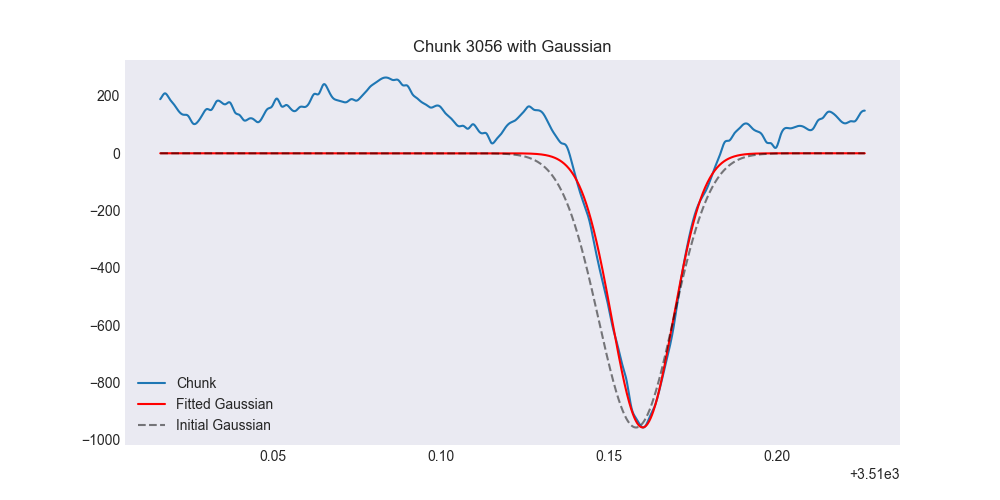 Chunk 3056 with Gaussian
200
0
−200
−400
−600
−800
−1000
Chunk
Fitted Gaussian
Initial Gaussian
0.05
0.10
0.15
0.20
+3.51e3